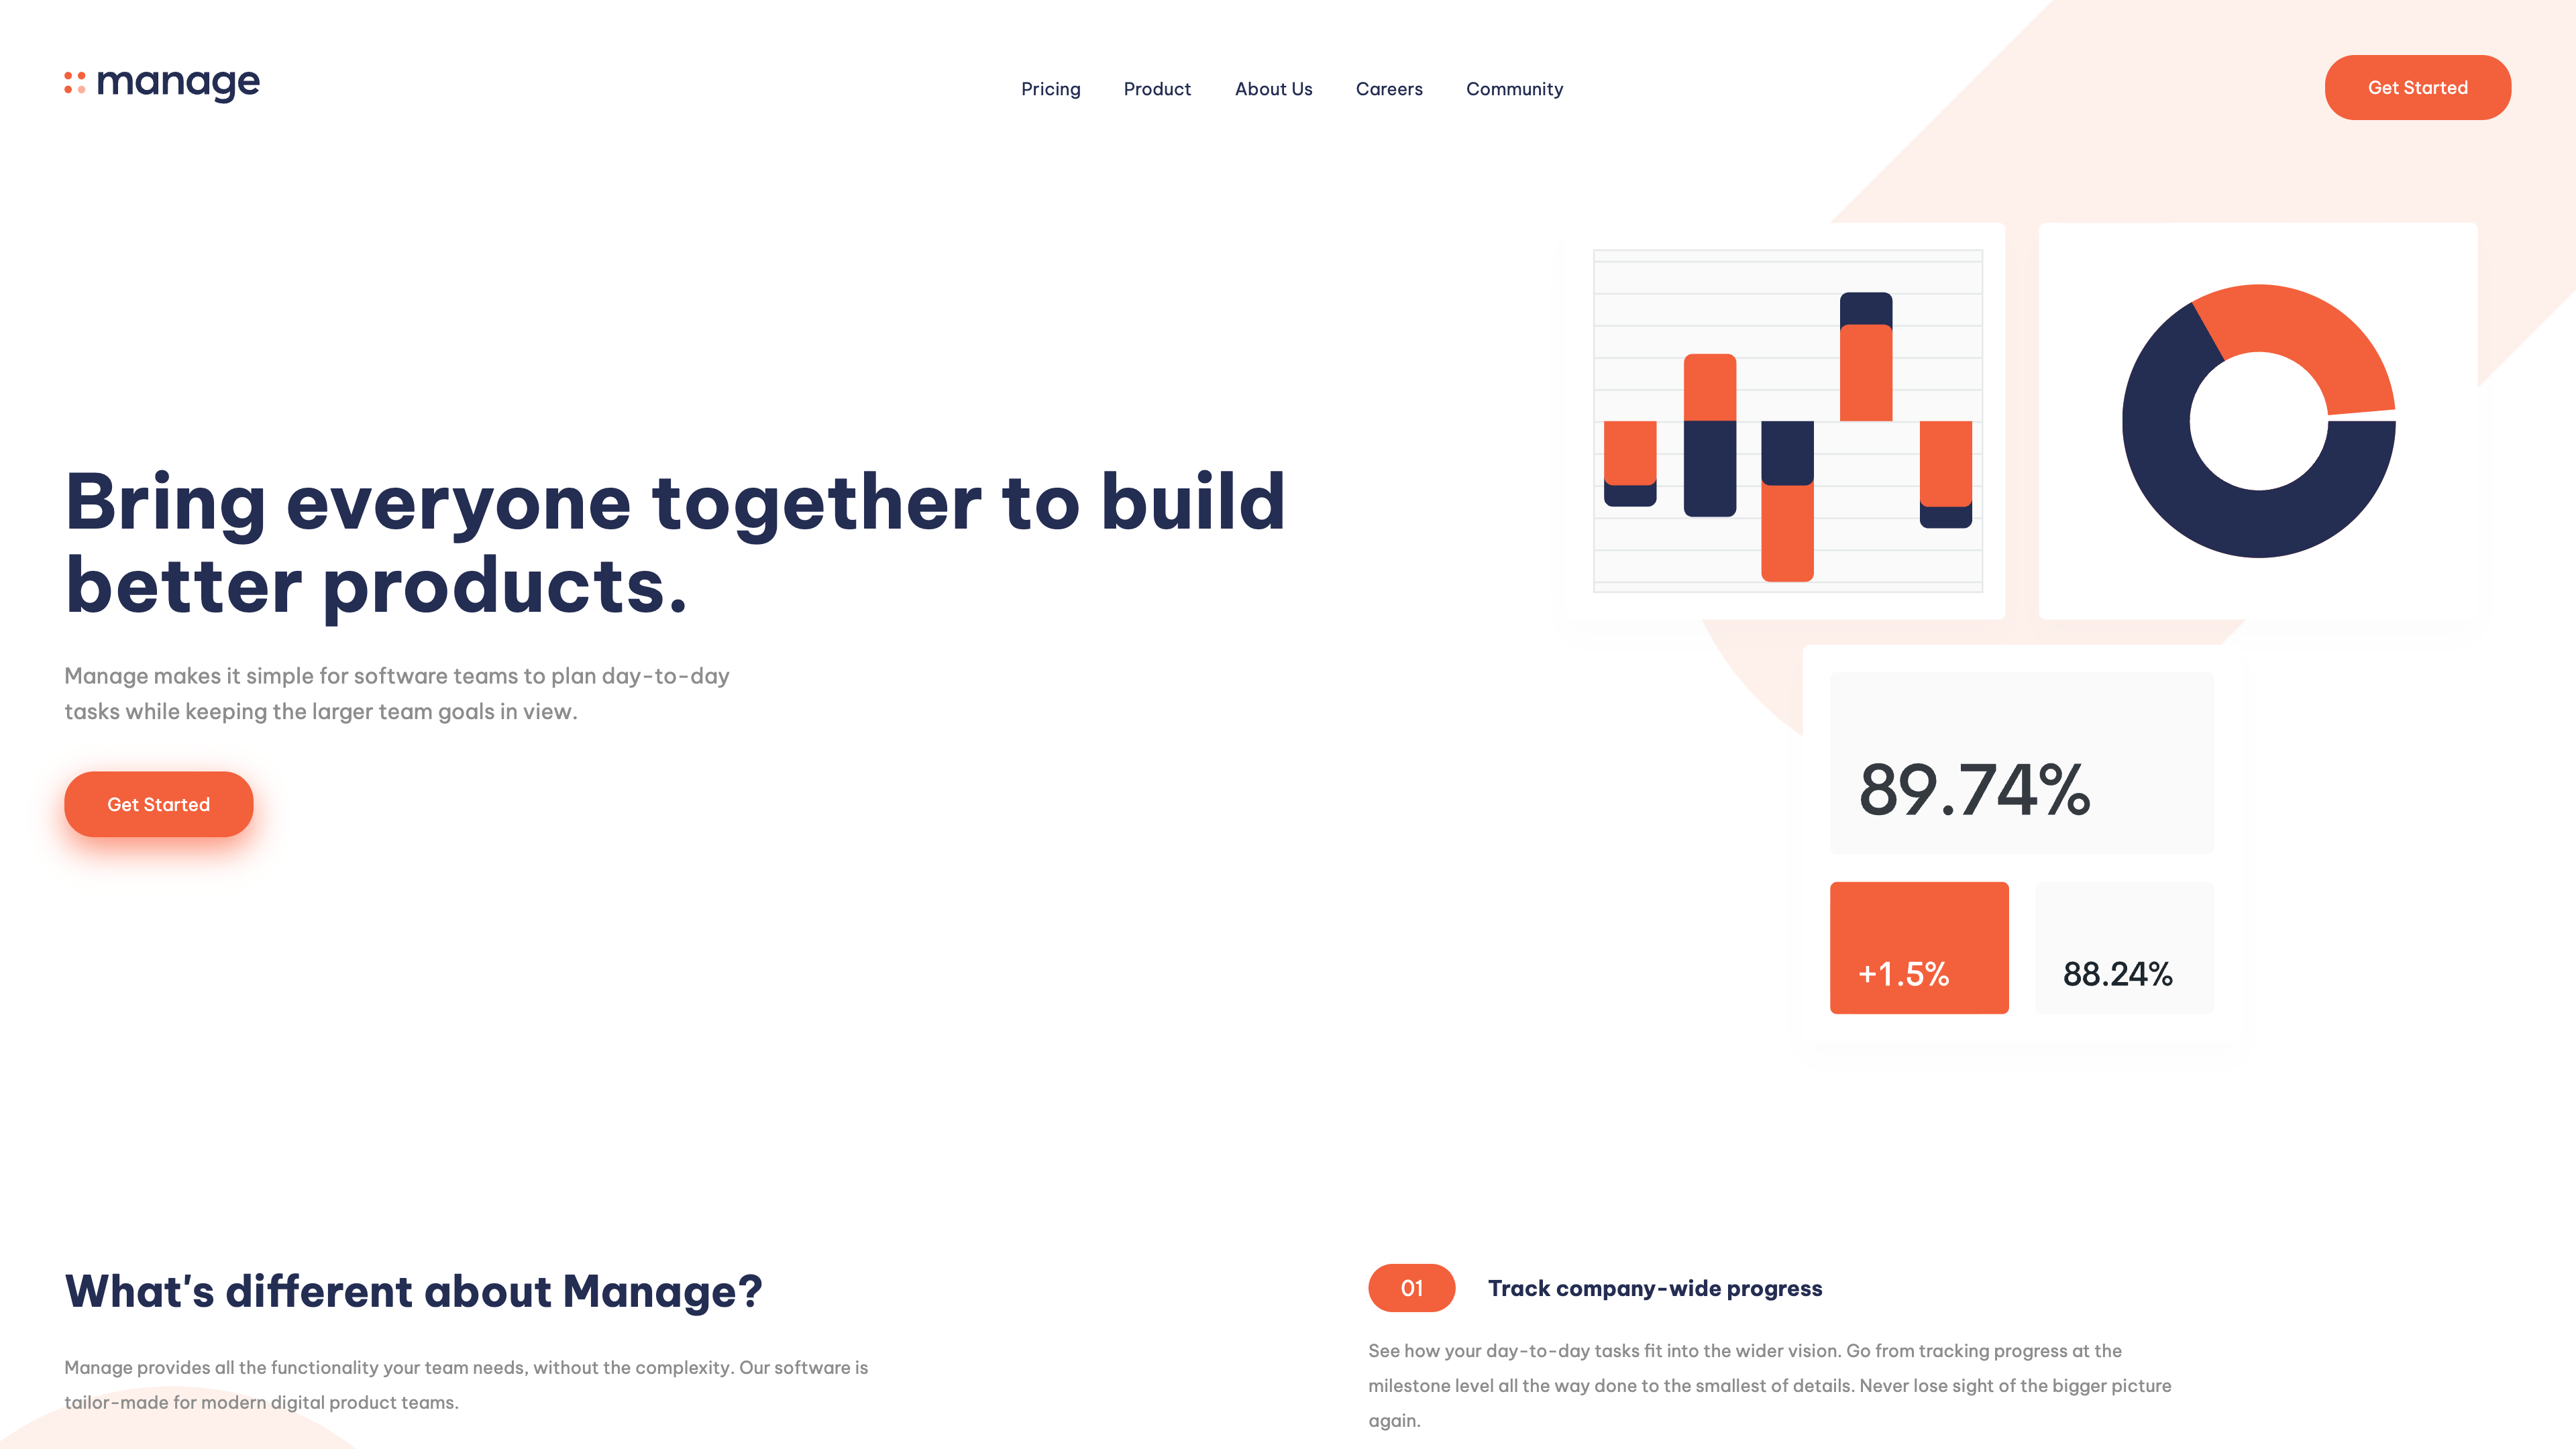 manage
Pricing
Product
About Us
Careers
Community
Get Started
Bring everyone together to build
better products.
Manage makes it simple for software teams to plan day-to-day
tasks while keeping the larger team goals in view.
Get Started
89.74%
+1.5%
88.24%
What's different about Manage?
Manage provides all the functionality your team needs, without the complexity. Our software is
tailor-made for modern digital product teams.
01
Track company-wide progress
See how your day-to-day tasks fit into the wider vision. Go from tracking progress at the
milestone level all the way done to the smallest of details. Never lose sight of the bigger picture
again.